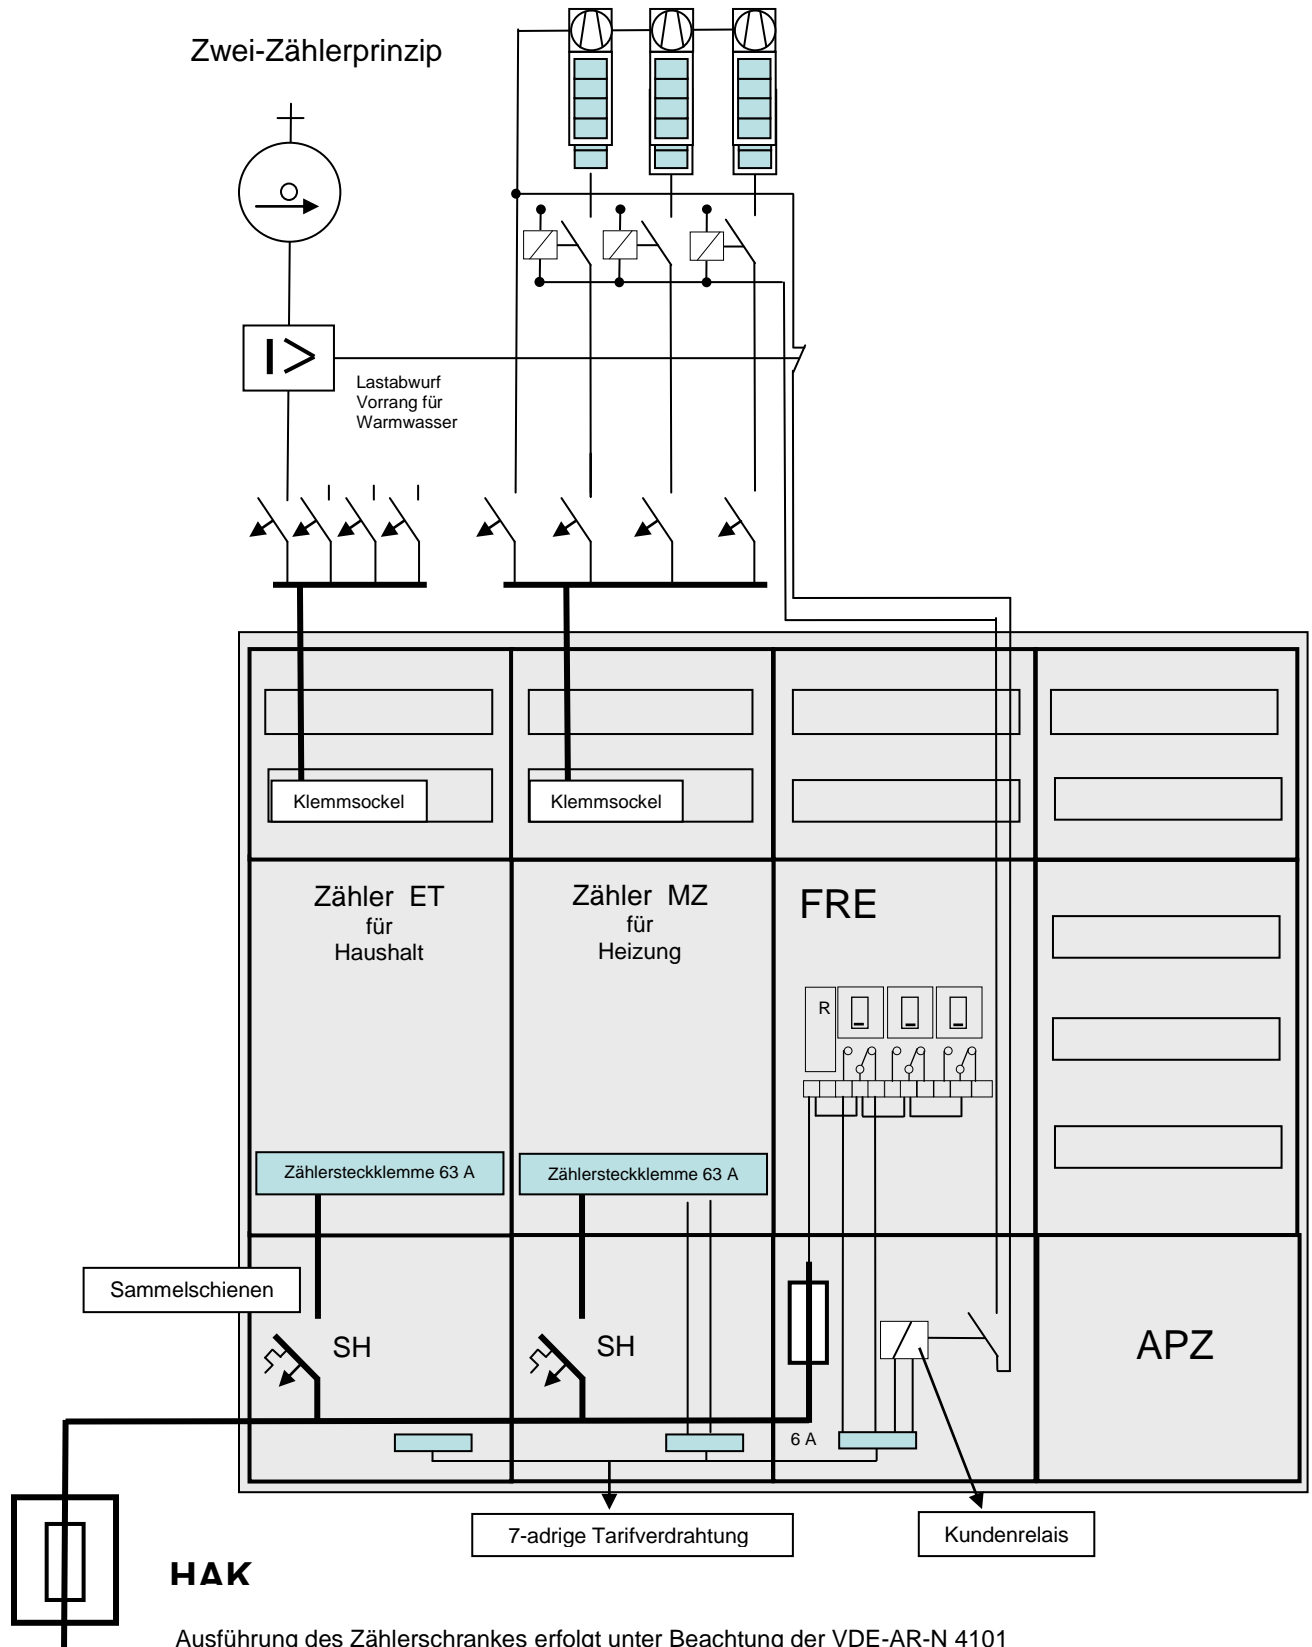 Zwei-Zählerprinzip
Lastabwurf
Vorrang für
Warmwasser
Klemmsockel
Klemmsockel
Zähler ET
für
Haushalt
Zähler MZ
für
Heizung
FRE
R
Zählersteckklemme 63 A
Zählersteckklemme 63 A
Sammelschienen
SH
SH
APZ
6 A
7-adrige Tarifverdrahtung
Kundenrelais
HAK
Ausführung des Zählerschrankes erfolgt unter Beachtung der VDE-AR-N 4101